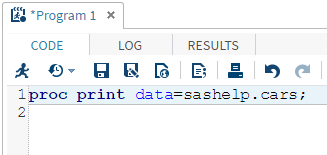 *Program 1 ×
CODE LOG RESULTS
1 proc print data=sashelp.cars;
2